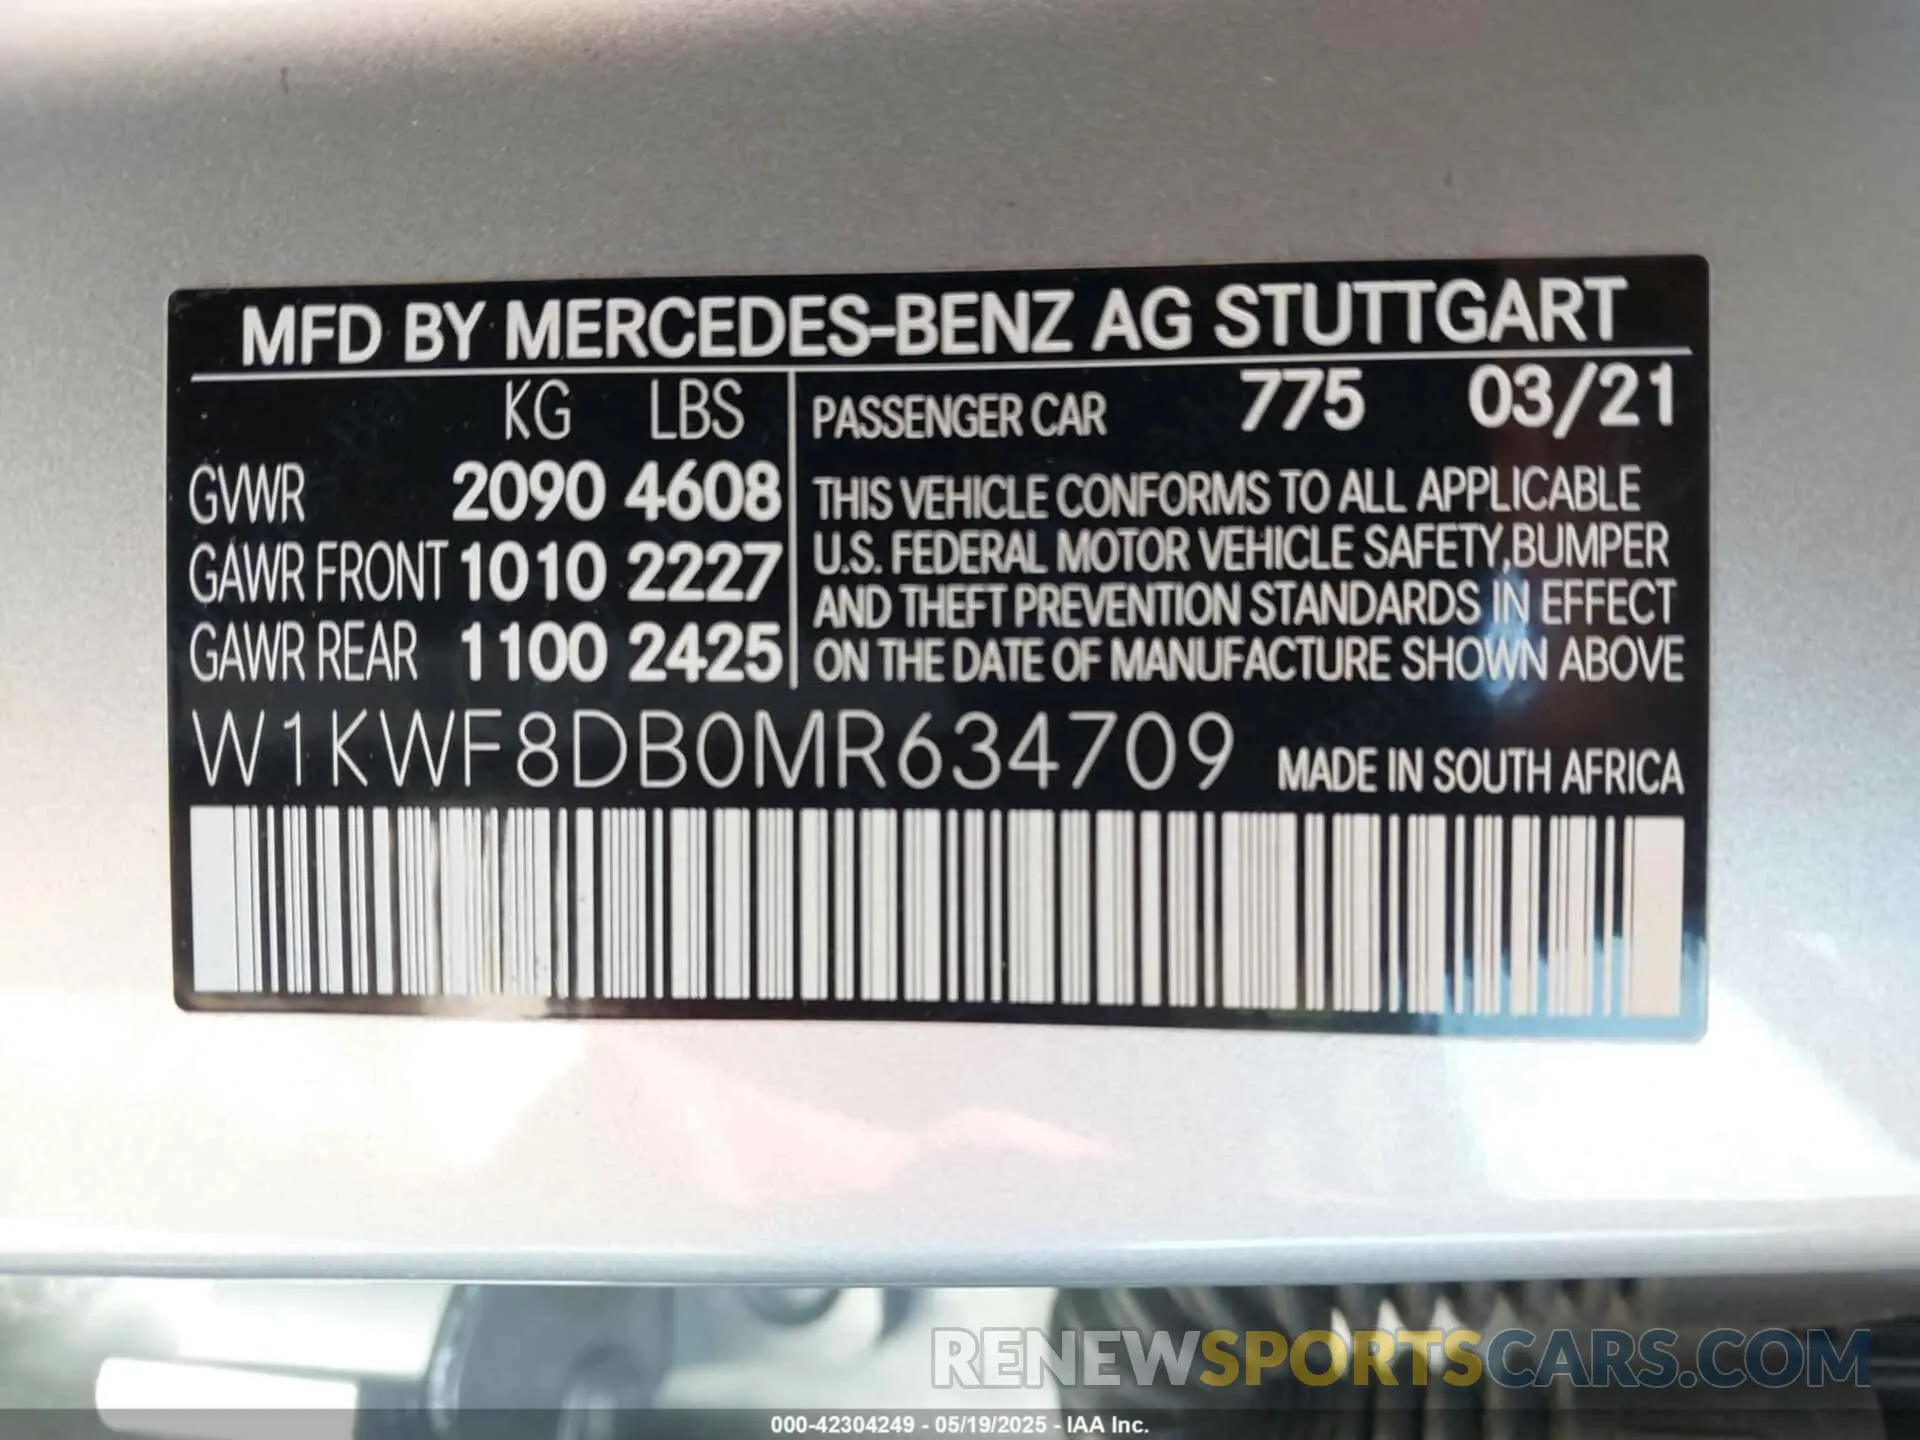 MFD BY MERCEDES-BENZ AG STUTTGART
KG LBS
GVWR 2090 4608
GAWR FRONT 1010 2227
GAWR REAR 1100 2425
PASSENGER CAR 775 03/21
THIS VEHICLE CONFORMS TO ALL APPLICABLE
U.S. FEDERAL MOTOR VEHICLE SAFETY,BUMPER
AND THEFT PREVENTION STANDARDS IN EFFECT
ON THE DATE OF MANUFACTURE SHOWN ABOVE
W1KWF8DB0MR634709
MADE IN SOUTH AFRICA
RENEWSPORTSCARS.COM
000-42304249 - 05/19/2025 - IAA Inc.